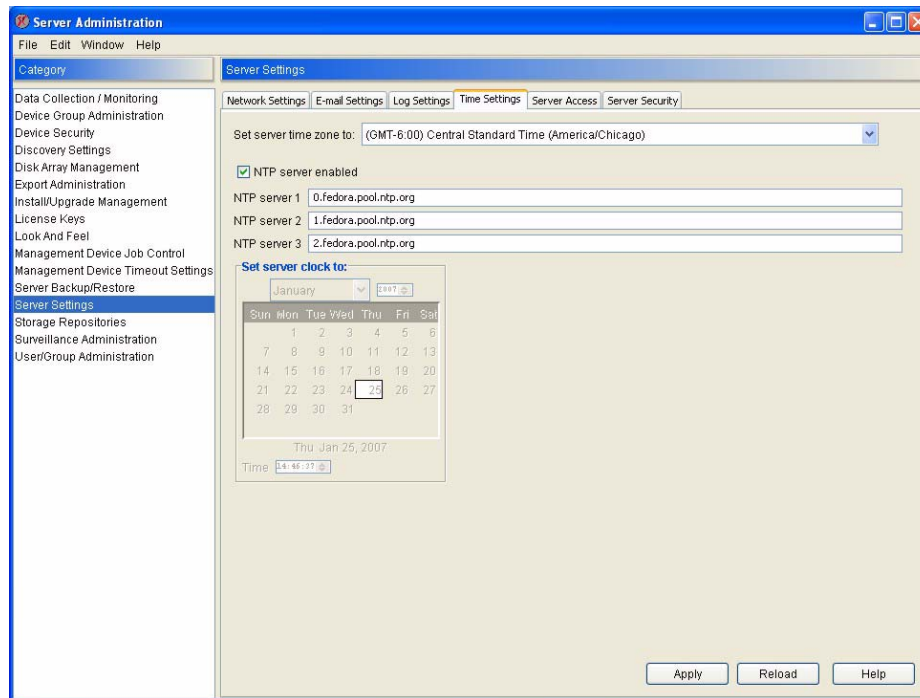 Server Administration
File Edit Window Help
Category
Data Collection / Monitoring
Device Group Administration
Device Security
Discovery Settings
Disk Array Management
Export Administration
Install/Upgrade Management
License Keys
Look And Feel
Management Device Job Control
Management Device Timeout Settings
Server Backup/Restore
Server Settings
Storage Repositories
Surveillance Administration
User/Group Administration
Server Settings
Network Settings E-mail Settings Log Settings Time Settings Server Access Server Security
Set server time zone to: (GMT-6:00) Central Standard Time (America/Chicago)
NTP server enabled
NTP server 1 0.fedora.pool.ntp.org
NTP server 2 1.fedora.pool.ntp.org
NTP server 3 2.fedora.pool.ntp.org
Set server clock to:
January 2007
Sun Mon Tue Wed Thu Fri Sat
1 2 3 4 5 6
7 8 9 10 11 12 13
14 15 16 17 18 19 20
21 22 23 24 25 26 27
28 29 30 31
Thu Jan 25, 2007
Time
Apply Reload Help